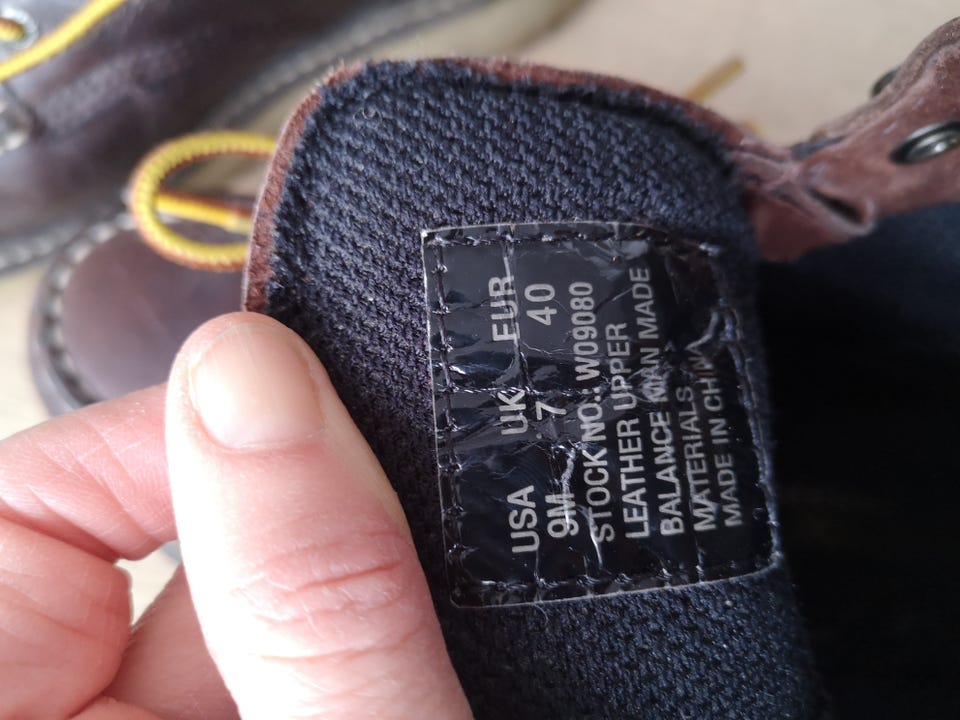 USA UK EUR
9M 7 40
STOCK NO.: W09080
LEATHER UPPER
BALANCE MAN MADE
MATERIALS
MADE IN CHINA